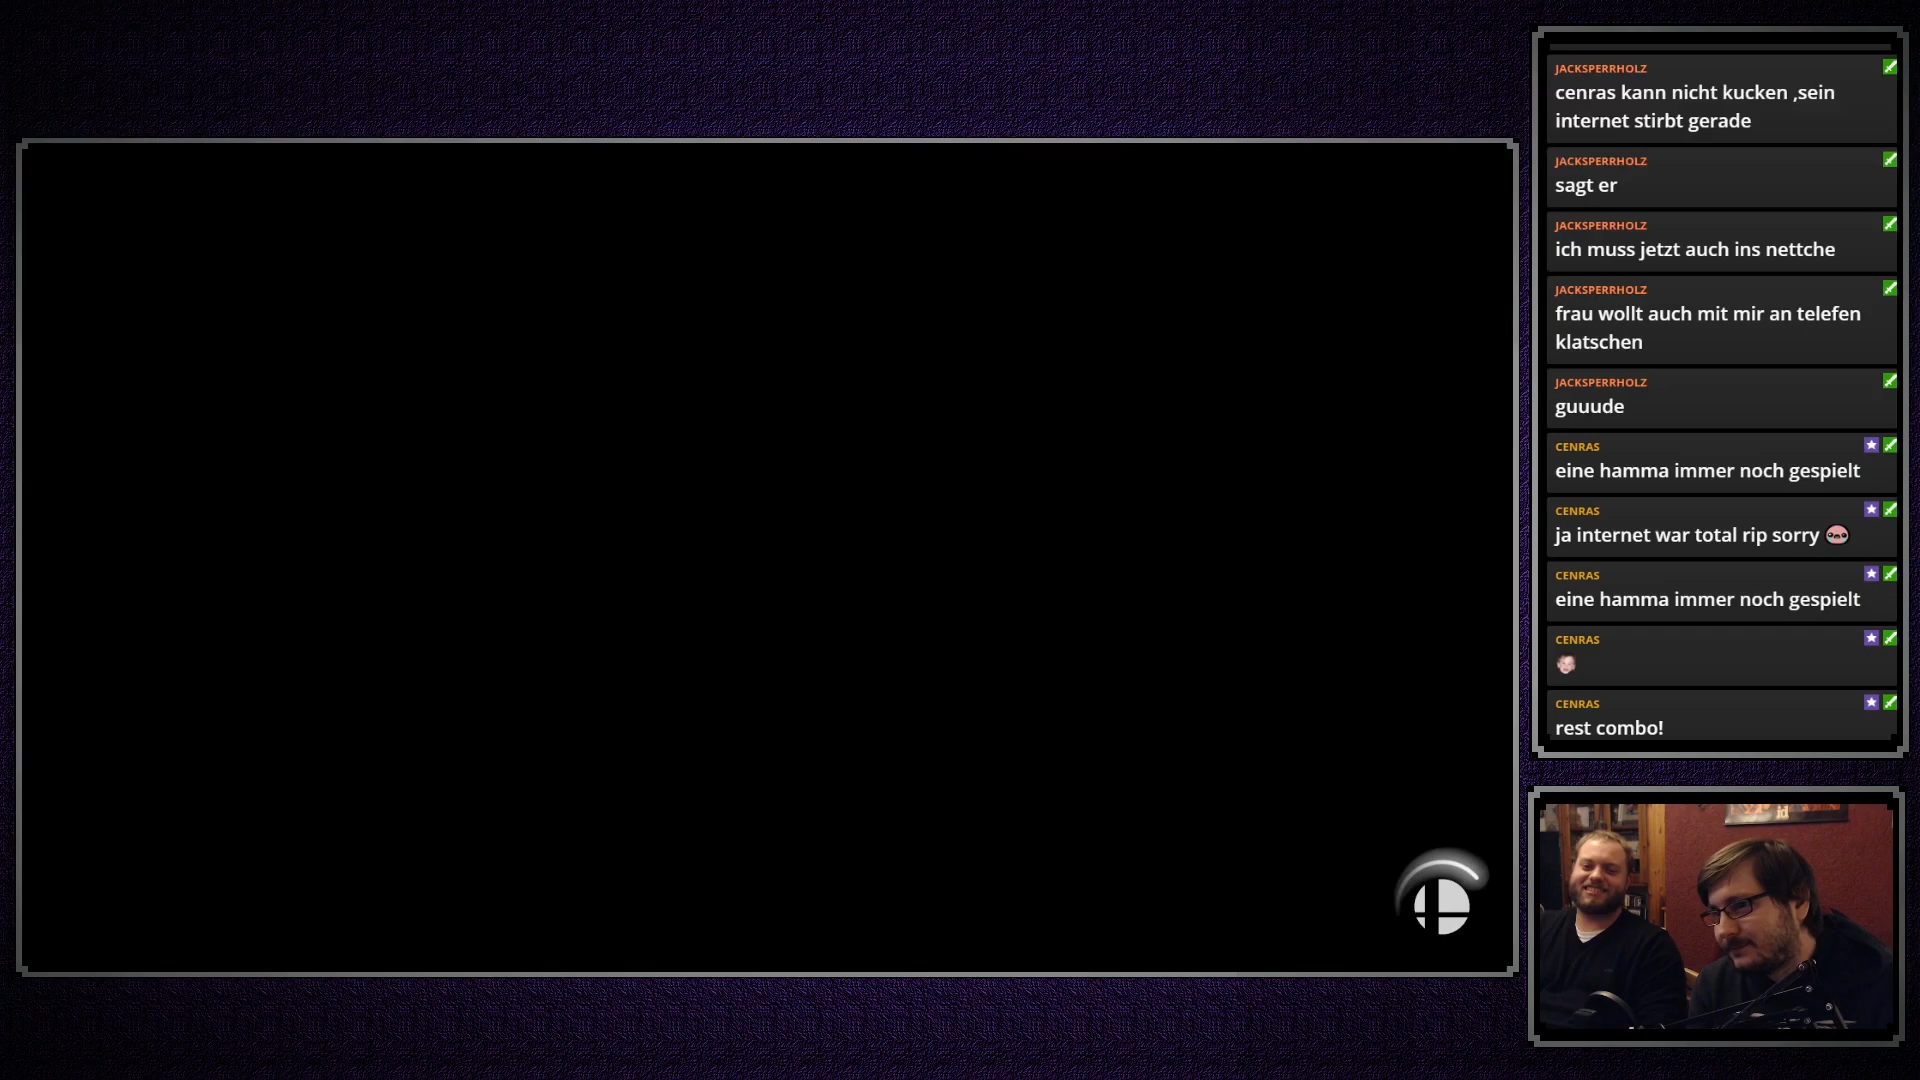 JACKSPERRHOLZ
cenras kann nicht kucken ,sein
internet stirbt gerade
JACKSPERRHOLZ
sagt er
JACKSPERRHOLZ
ich muss jetzt auch ins nettche
JACKSPERRHOLZ
frau wollt auch mit mir an telefen
klatschen
JACKSPERRHOLZ
guuude
CENRAS
eine hamma immer noch gespielt
CENRAS
ja internet war total rip sorry
CENRAS
eine hamma immer noch gespielt
CENRAS
CENRAS
rest combo!
id